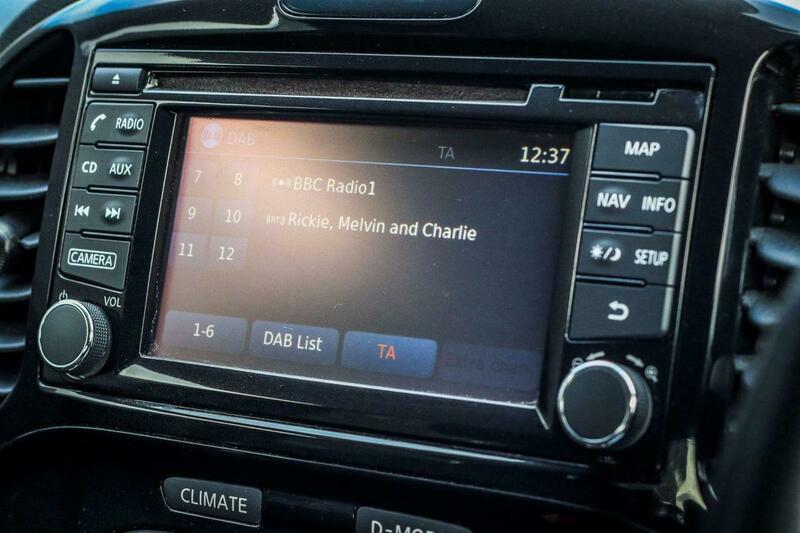 RADIO
CD AUX
CAMERA
VOL
DAB
TA
12:37
7 8
BBC Radio1
9 10
Rickie, Melvin and Charlie
11 12
1-6
DAB List
TA
MAP
NAV INFO
SETUP
CLIMATE